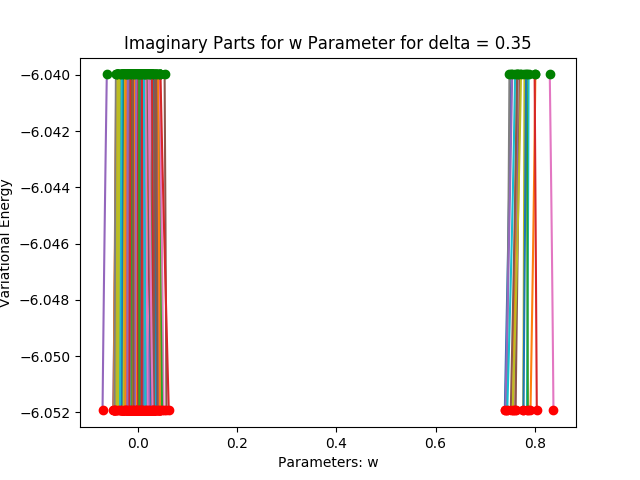 Imaginary Parts for w Parameter for delta = 0.35
−6.040
−6.042
−6.044
−6.046
−6.048
−6.050
−6.052
Variational Energy
0.0 0.2 0.4 0.6 0.8
Parameters: w